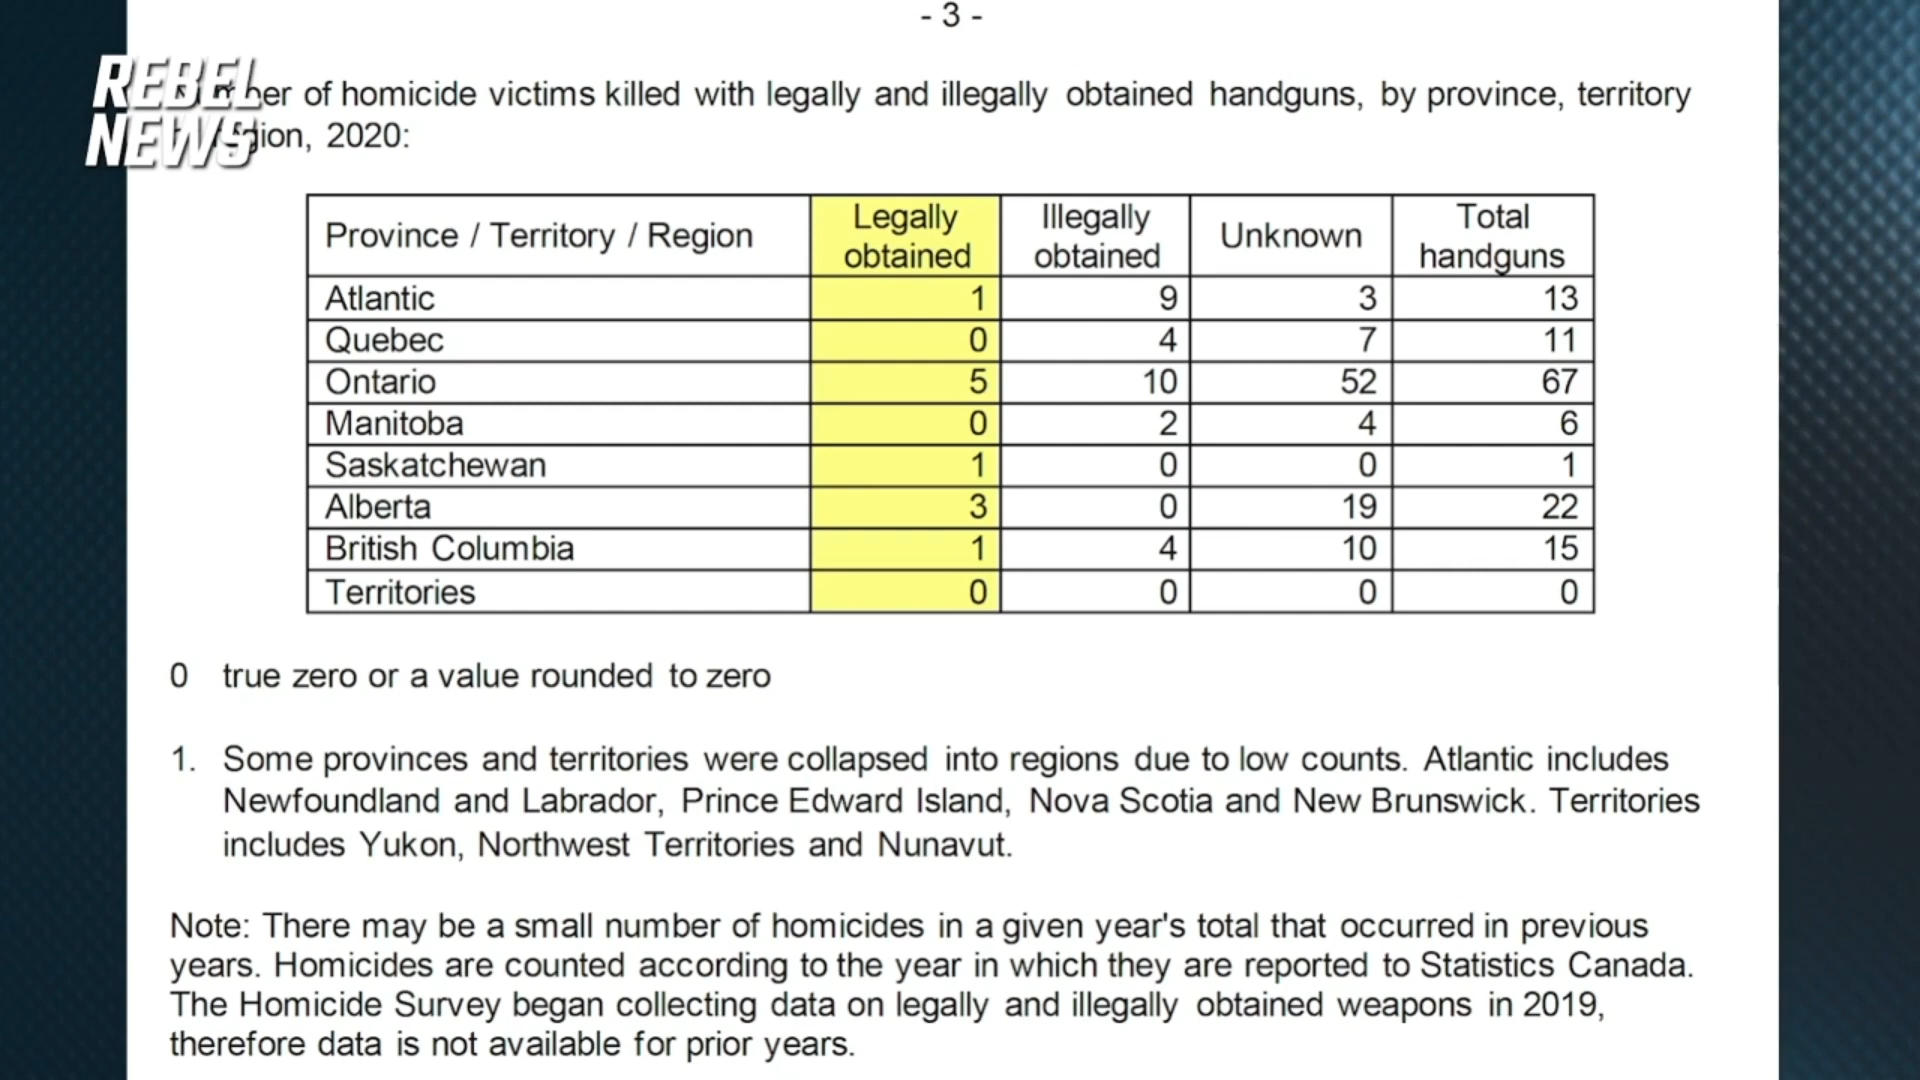 - 3 -
REBEL
NEWS
of homicide victims killed with legally and illegally obtained handguns, by province, territory
2020:
Province / Territory / Region Legally obtained Illegally obtained Unknown Total handguns
Atlantic 1 9 3 13
Quebec 0 4 7 11
Ontario 5 10 52 67
Manitoba 0 2 4 6
Saskatchewan 1 0 0 1
Alberta 3 0 19 22
British Columbia 1 4 10 15
Territories 0 0 0 0
0 true zero or a value rounded to zero
1. Some provinces and territories were collapsed into regions due to low counts. Atlantic includes
Newfoundland and Labrador, Prince Edward Island, Nova Scotia and New Brunswick. Territories
includes Yukon, Northwest Territories and Nunavut.
Note: There may be a small number of homicides in a given year's total that occurred in previous
years. Homicides are counted according to the year in which they are reported to Statistics Canada.
The Homicide Survey began collecting data on legally and illegally obtained weapons in 2019,
therefore data is not available for prior years.